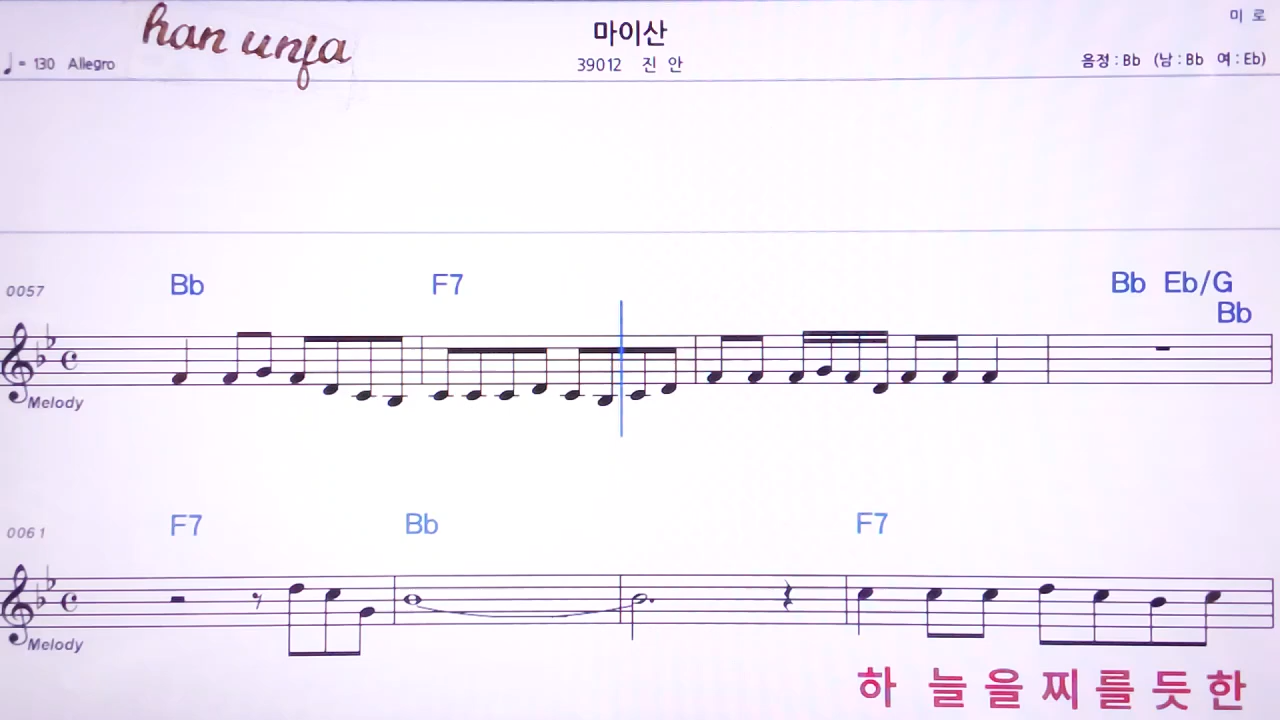 han unfa
마이산
미 로
♩= 130 Allegro
39012 진 안
음정 : Bb (남 : Bb 여 : Eb)
0057
Bb F7 Bb Eb/G
Bb
Melody
0061
F7 Bb F7
Melody
하 늘 을 찌 를 듯 한